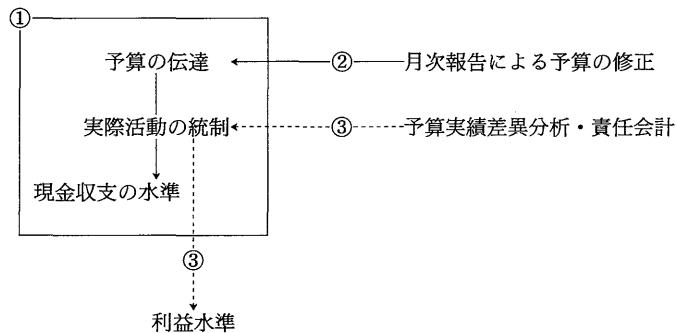 ①
予算の伝達
②
月次報告による予算の修正
実際活動の統制
③
予算実績差異分析・責任会計
現金収支の水準
③
利益水準